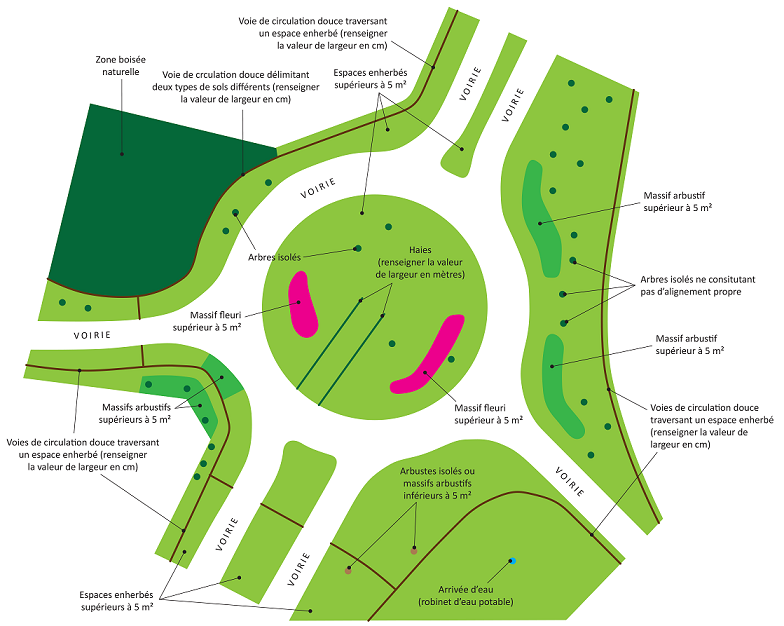 Voie de circulation douce traversant
un espace enherbé (renseigner
la valeur de largeur en cm)
Zone boisée
naturelle
Voie de crculation douce délimitant
deux types de sols différents (renseigner
la valeur de largeur en cm)
Espaces enherbés
supérieurs à 5 m²
VOIRIE
VOIRIE
VOIRIE
Massif arbustif
supérieur à 5 m²
Arbres isolés
Haies
(renseigner la valeur
de largeur en mètres)
Arbres isolés ne consitutant
pas d'alignement propre
Massif fleuri
supérieur à 5 m²
VOIRIE
Massif arbustif
supérieur à 5 m²
Massifs arbustifs
supérieurs à 5 m²
Massif fleuri
supérieur à 5 m²
Voies de circulation douce
traversant un espace enherbé
(renseigner la valeur de
largeur en cm)
Voies de circulation douce traversant
un espace enherbé (renseigner
la valeur de largeur en cm)
Arbustes isolés ou
massifs arbustifs
inférieurs à 5 m²
VOIRIE
VOIRIE
VOIRIE
Espaces enherbés
supérieurs à 5 m²
Arrivée d'eau
(robinet d'eau potable)